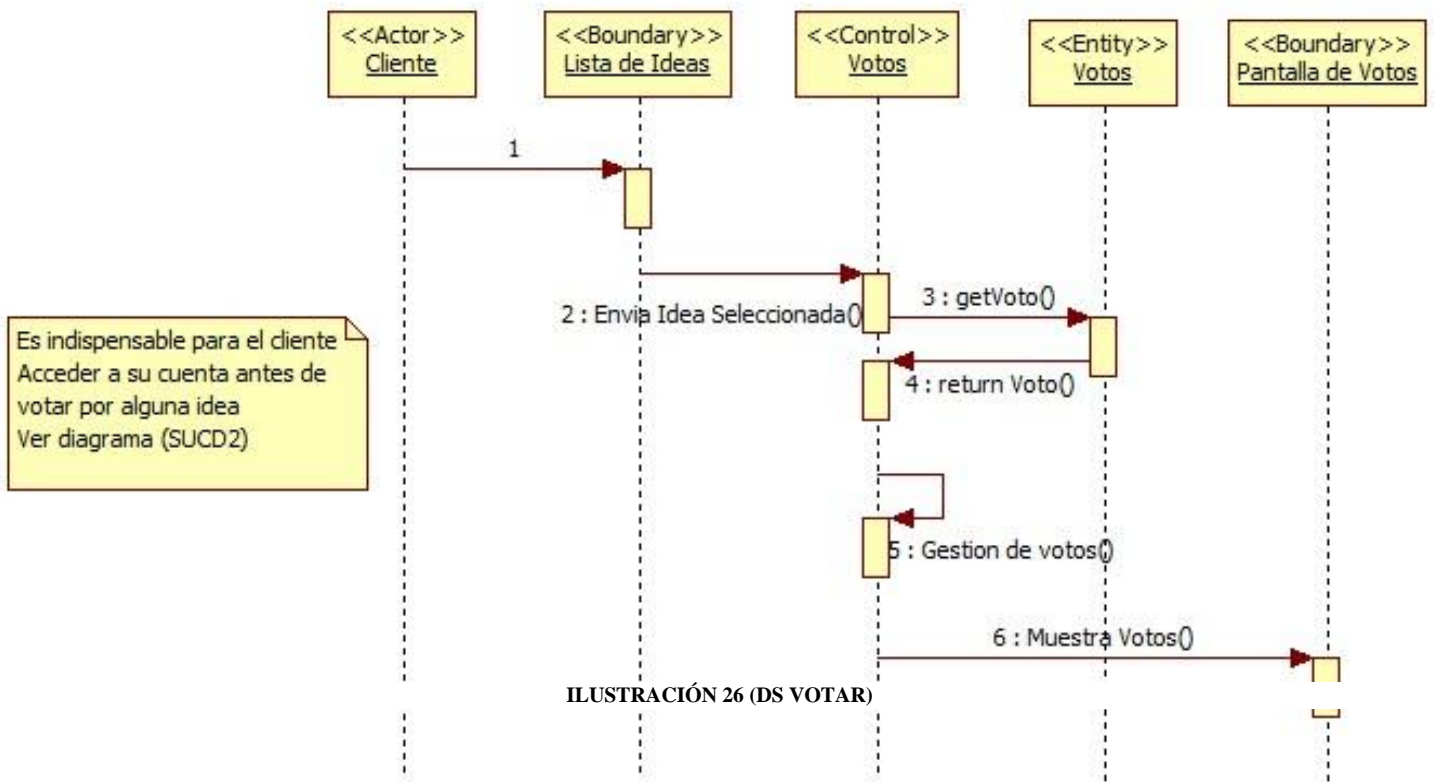 <<Actor>>
Cliente
<<Boundary>>
Lista de Ideas
<<Control>>
Votos
<<Entity>>
Votos
<<Boundary>>
Pantalla de Votos
1
2 : Envia Idea Seleccionada()
3 : getVoto()
4 : return Voto()
Es indispensable para el cliente
Acceder a su cuenta antes de
votar por alguna idea
Ver diagrama (SUCD2)
5 : Gestion de votos()
6 : Muestra Votos()
ILUSTRACIÓN 26 (DS VOTAR)